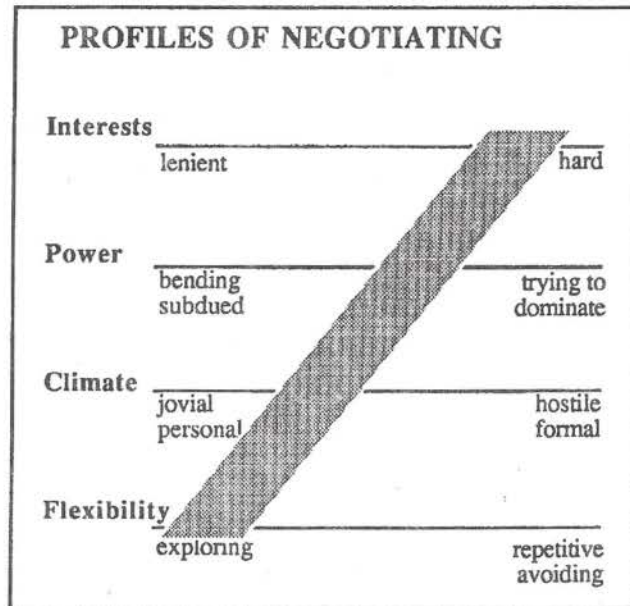 PROFILES OF NEGOTIATING
Interests
lenient hard
Power
bending trying to
subdued dominate
Climate
jovial hostile
personal formal
Flexibility
exploring repetitive
avoiding